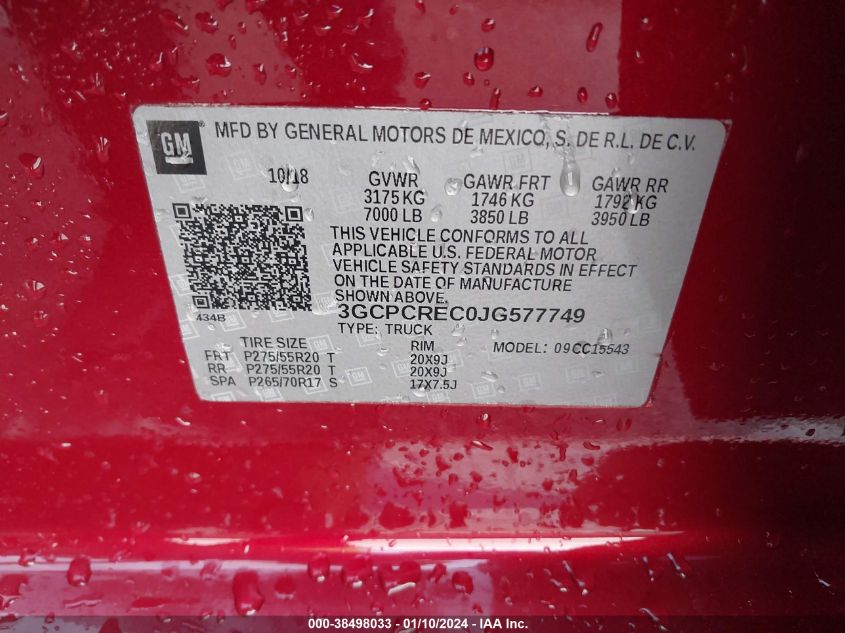 GM
MFD BY GENERAL MOTORS DE MEXICO, S. DE R.L. DE C.V.
10/18 GVWR GAWR FRT GAWR RR
3175 KG 1746 KG 1792 KG
7000 LB 3850 LB 3950 LB
THIS VEHICLE CONFORMS TO ALL
APPLICABLE U.S. FEDERAL MOTOR
VEHICLE SAFETY STANDARDS IN EFFECT
ON THE DATE OF MANUFACTURE
SHOWN ABOVE.
434B 3GCPCREC0JG577749
TYPE: TRUCK
TIRE SIZE RIM MODEL: 09CC15543
FRT P275/55R20 T 20X9J
RR P275/55R20 T 20X9J
SPA P265/70R17 S 17X7.5J
000-38498033 - 01/10/2024 - IAA Inc.